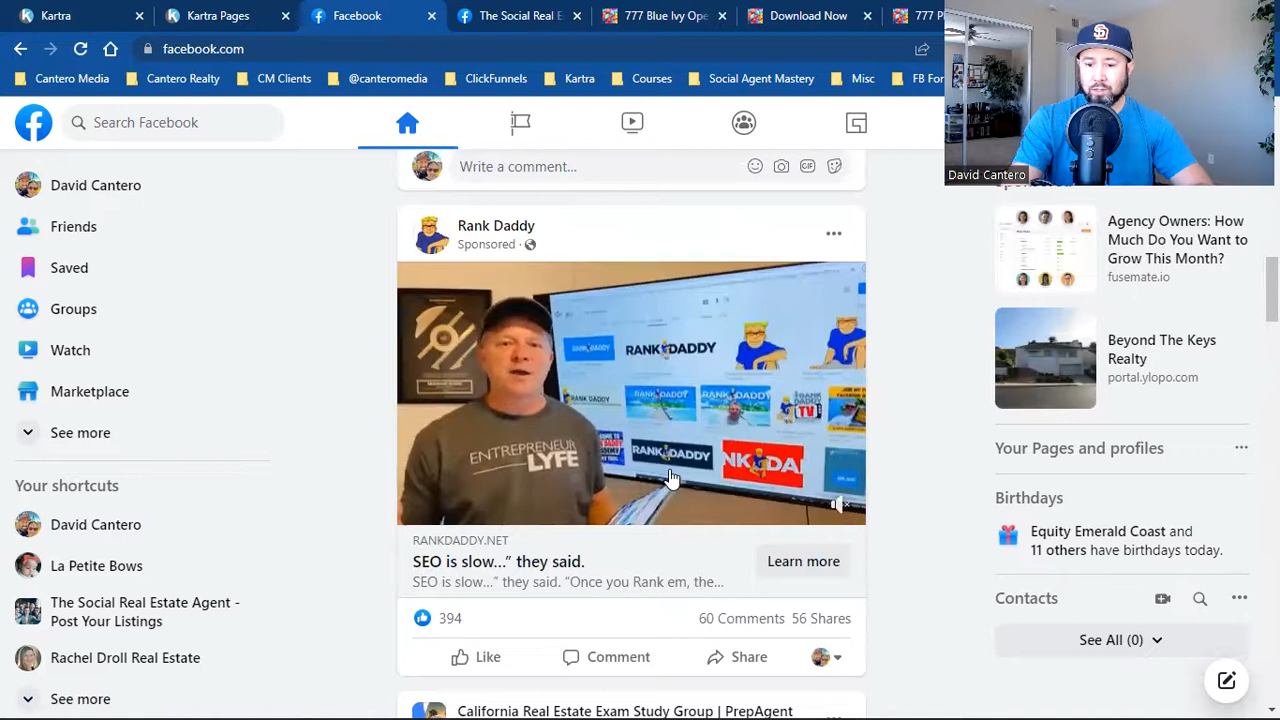 Kartra
Kartra Pages
Facebook
The Social Real Es
777 Blue Ivy Ope
Download Now
777 P
facebook.com
Cantero Media
Cantero Realty
CM Clients
@canteromedia
ClickFunnels
Kartra
Courses
Social Agent Mastery
Misc
FB For
David Cantero
Search Facebook
Write a comment...
GIF
David Cantero
Friends
Saved
Groups
Watch
Marketplace
See more
Your shortcuts
David Cantero
La Petite Bows
The Social Real Estate Agent -
Post Your Listings
Rachel Droll Real Estate
See more
Rank Daddy
Sponsored ·
RANK DADDY
RANK DADDY
ENTREPRENEUR
LYFE
RANK DADDY
RANKDADDY.NET
SEO is slow...” they said.
SEO is slow...” they said. “Once you Rank em, the...
Learn more
394
60 Comments 56 Shares
Like
Comment
Share
California Real Estate Exam Study Group | PrepAgent
Agency Owners: How
Much Do You Want to
Grow This Month?
fusemate.io
Beyond The Keys
Realty
portal.ylopo.com
Your Pages and profiles
Birthdays
Equity Emerald Coast and
11 others have birthdays today.
Contacts
See All (0)